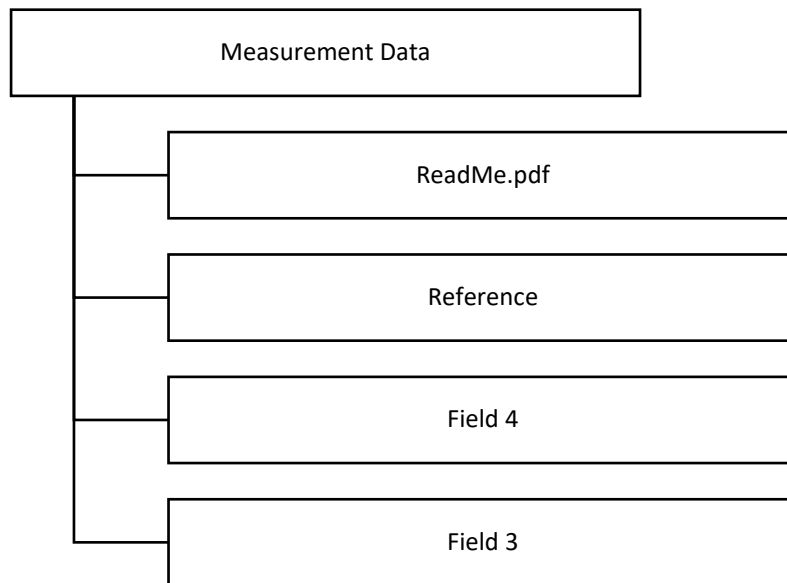 Measurement Data
ReadMe.pdf
Reference
Field 4
Field 3